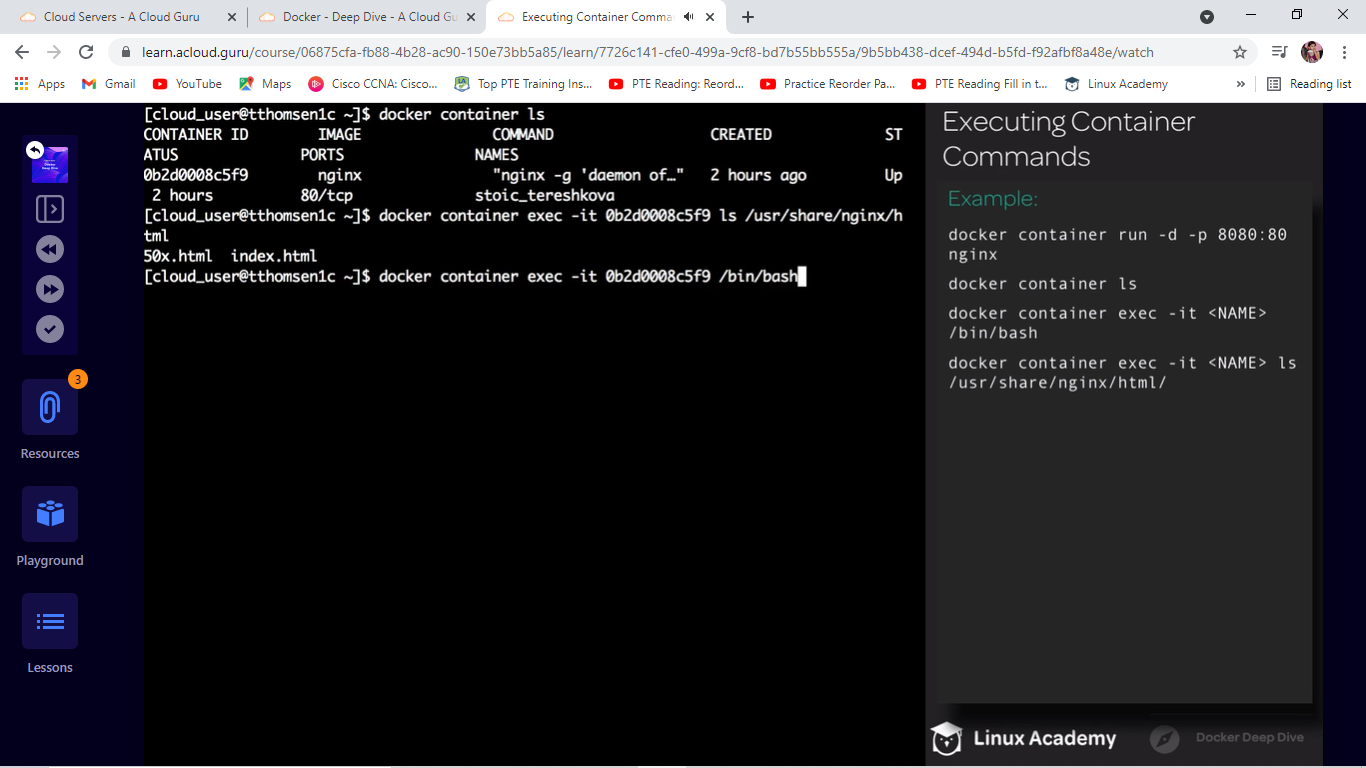 Cloud Servers - A Cloud Guru
Docker - Deep Dive - A Cloud Gu
Executing Container Comma
learn.acloud.guru/course/06875cfa-fb88-4b28-ac90-150e73bb5a85/learn/7726c141-cfe0-499a-9cf8-bd7b55bb555a/9b5bb438-dcef-494d-b5fd-f92afbf8a48e/watch
Apps
Gmail
YouTube
Maps
Cisco CCNA: Cisco...
Top PTE Training Ins...
PTE Reading: Reord...
Practice Reorder Pa...
PTE Reading Fill in t...
Linux Academy
»
Reading list
3
Resources
Playground
Lessons
[cloud_user@tthomsen1c ~]$ docker container ls
CONTAINER ID IMAGE COMMAND CREATED ST
ATUS PORTS NAMES
0b2d0008c5f9 nginx "nginx -g 'daemon of…" 2 hours ago Up
2 hours 80/tcp stoic_tereshkova
[cloud_user@tthomsen1c ~]$ docker container exec -it 0b2d0008c5f9 ls /usr/share/nginx/h
tml
50x.html index.html
[cloud_user@tthomsen1c ~]$ docker container exec -it 0b2d0008c5f9 /bin/bash
Executing Container
Commands
Example:
docker container run -d -p 8080:80
nginx
docker container ls
docker container exec -it <NAME>
/bin/bash
docker container exec -it <NAME> ls
/usr/share/nginx/html/
Linux Academy
Docker Deep Dive